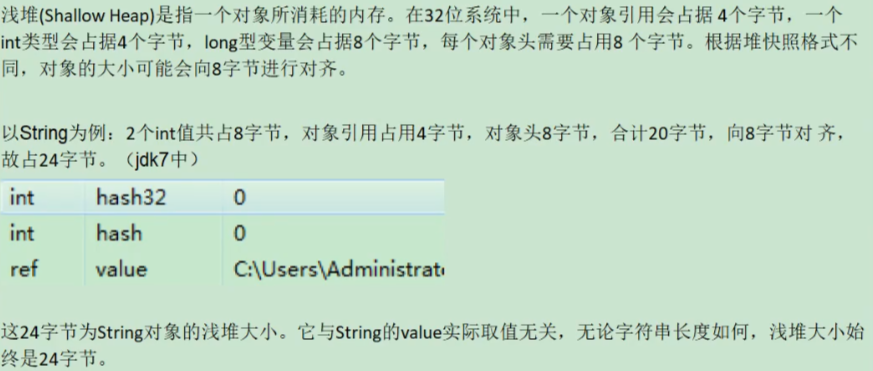 浅堆(Shallow Heap)是指一个对象所消耗的内存。在32位系统中，一个对象引用会占据 4个字节，一个
int类型会占据4个字节，long型变量会占据8个字节，每个对象头需要占用8 个字节。根据堆快照格式不
同，对象的大小可能会向8字节进行对齐。
以String为例：2个int值共占8字节，对象引用占用4字节，对象头8字节，合计20字节，向8字节对 齐，
故占24字节。（jdk7中）
int hash32 0
int hash 0
ref value C:\Users\Administrat
这24字节为String对象的浅堆大小。它与String的value实际取值无关，无论字符串长度如何，浅堆大小始
终是24字节。